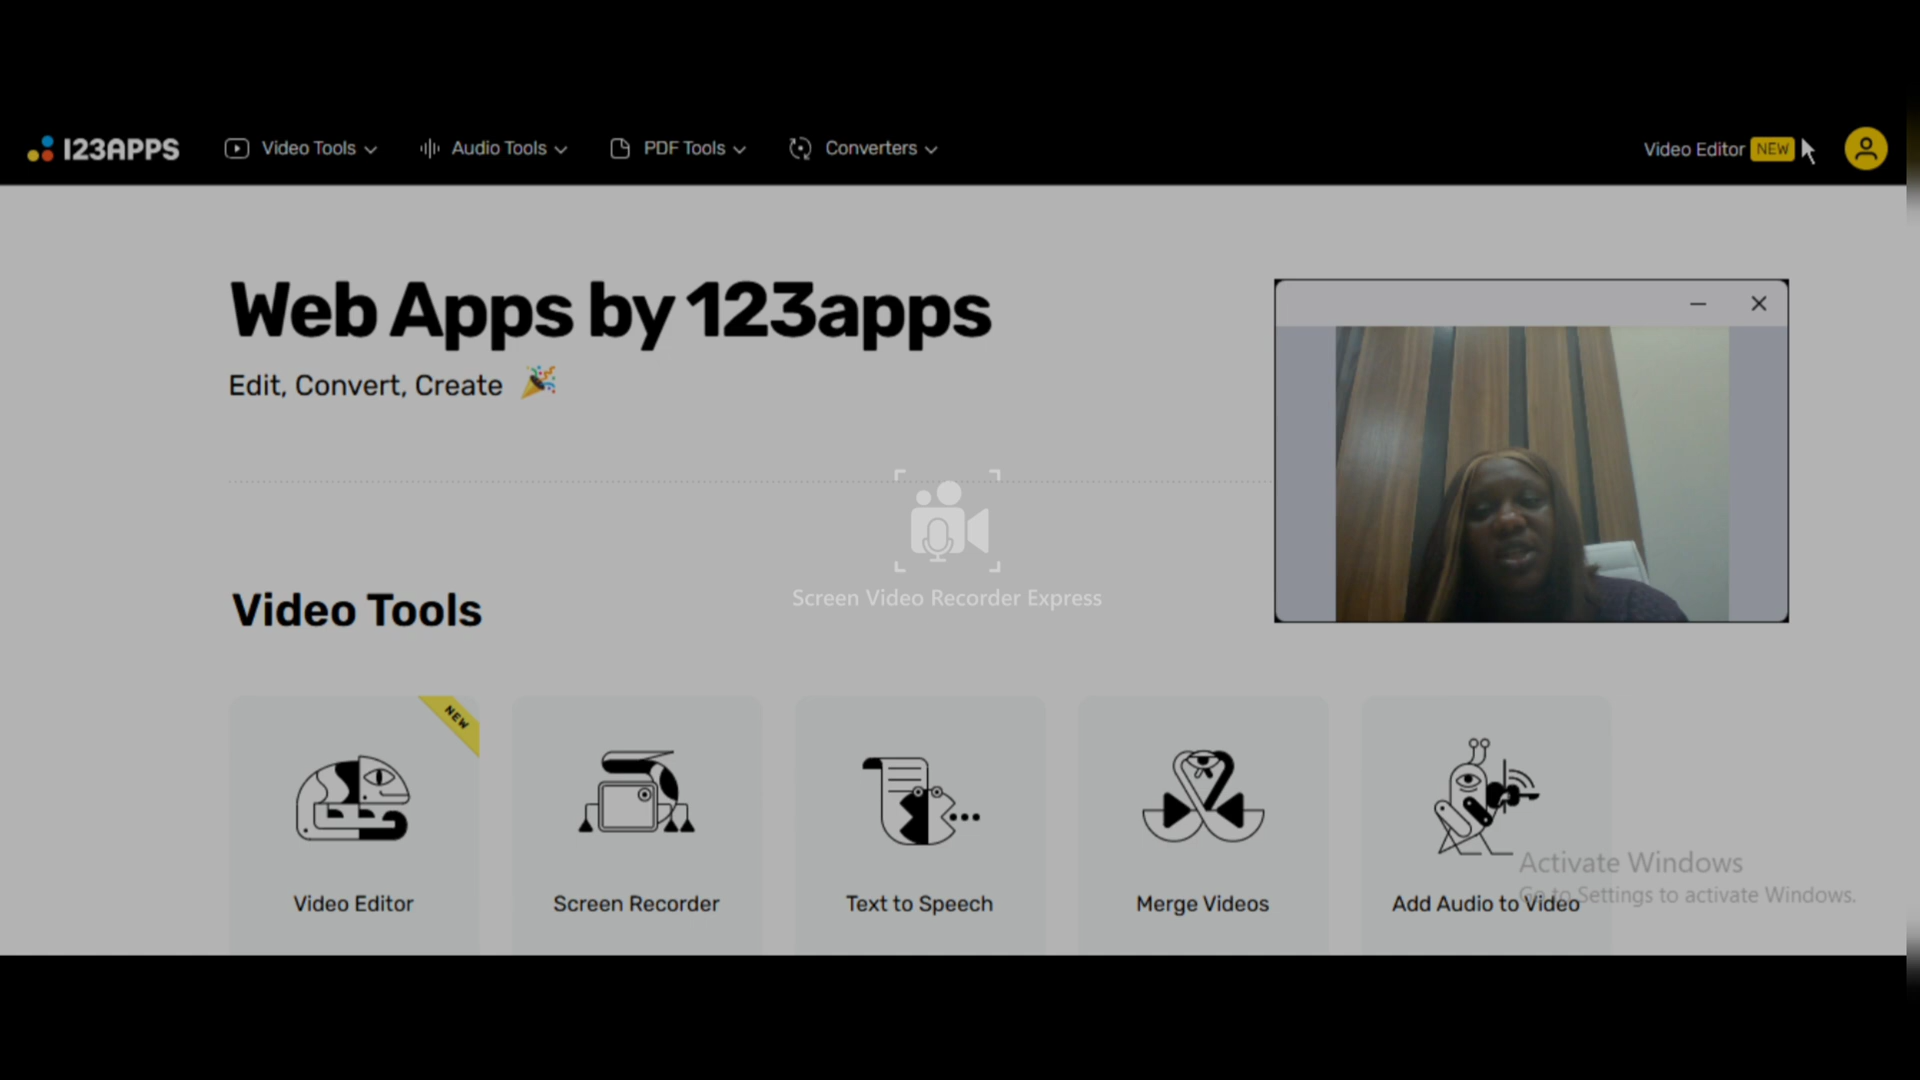 123APPS
Video Tools
Audio Tools
PDF Tools
Converters
Video Editor NEW
Web Apps by 123apps
Edit, Convert, Create
Screen Video Recorder Express
Video Tools
NEW
Video Editor
Screen Recorder
Text to Speech
Merge Videos
Add Audio to Video
Activate Windows
Go to Settings to activate Windows.